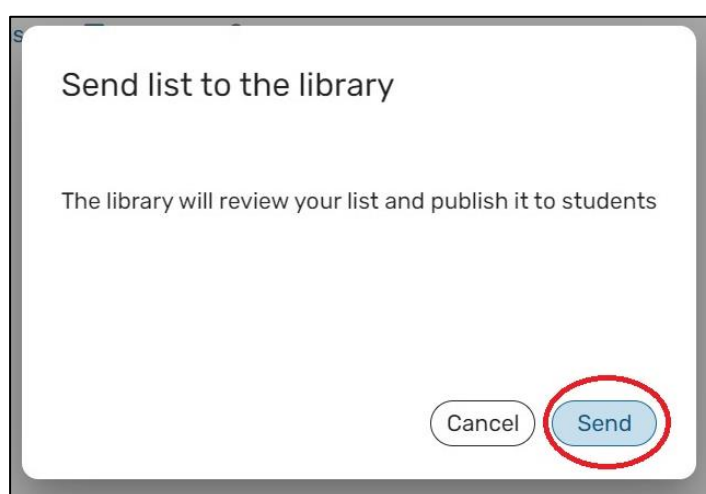 Send list to the library
The library will review your list and publish it to students
Cancel
Send